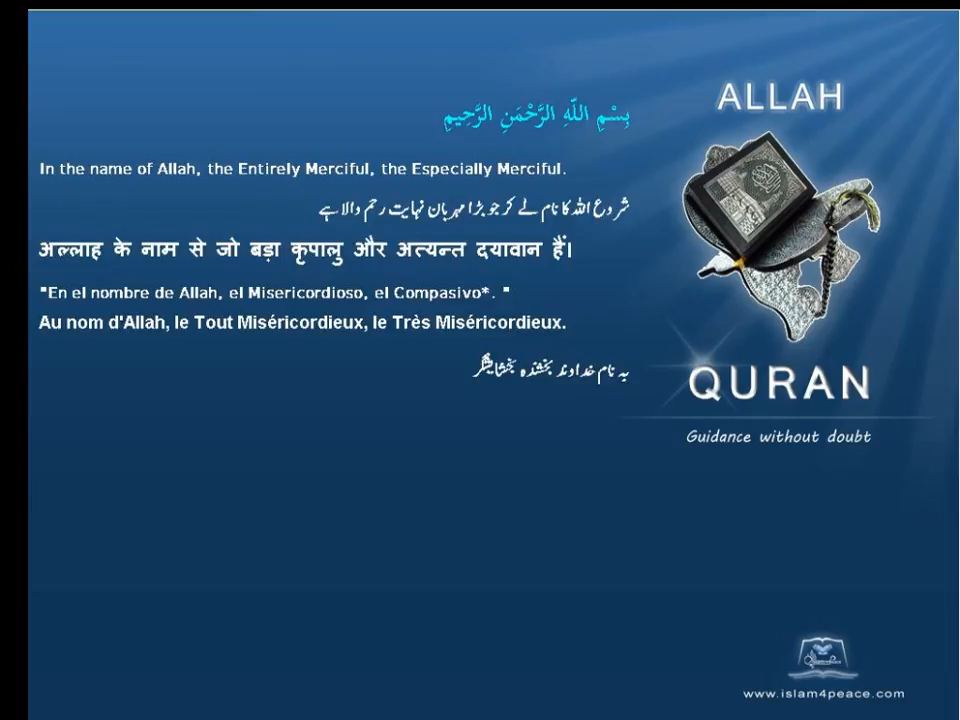 بِسْمِ اللَّهِ الرَّحْمَنِ الرَّحِيمِ
In the name of Allah, the Entirely Merciful, the Especially Merciful.
شروع الله کا نام لے کر جو بڑا مہربان نہایت رحم والا ہے
अल्लाह के नाम से जो बड़ा कृपालु और अत्यन्त दयावान हैं।
"En el nombre de Allah, el Misericordioso, el Compasivo*. "
Au nom d'Allah, le Tout Miséricordieux, le Très Miséricordieux.
به نام خداوند بخشنده بخشایشگر
ALLAH
QURAN
Guidance without doubt
www.islam4peace.com